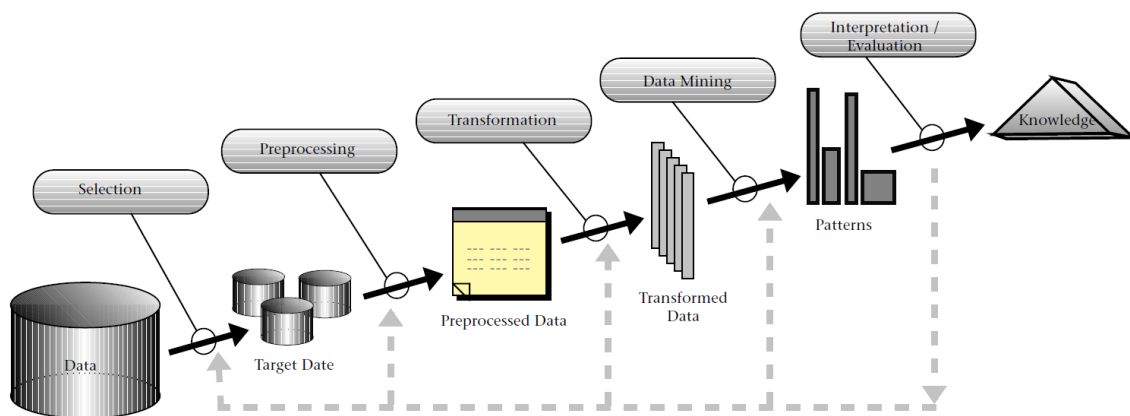 Interpretation /
Evaluation
Data Mining
Transformation
Preprocessing
Selection
Knowledge
Patterns
Transformed
Data
Preprocessed Data
Target Date
Data